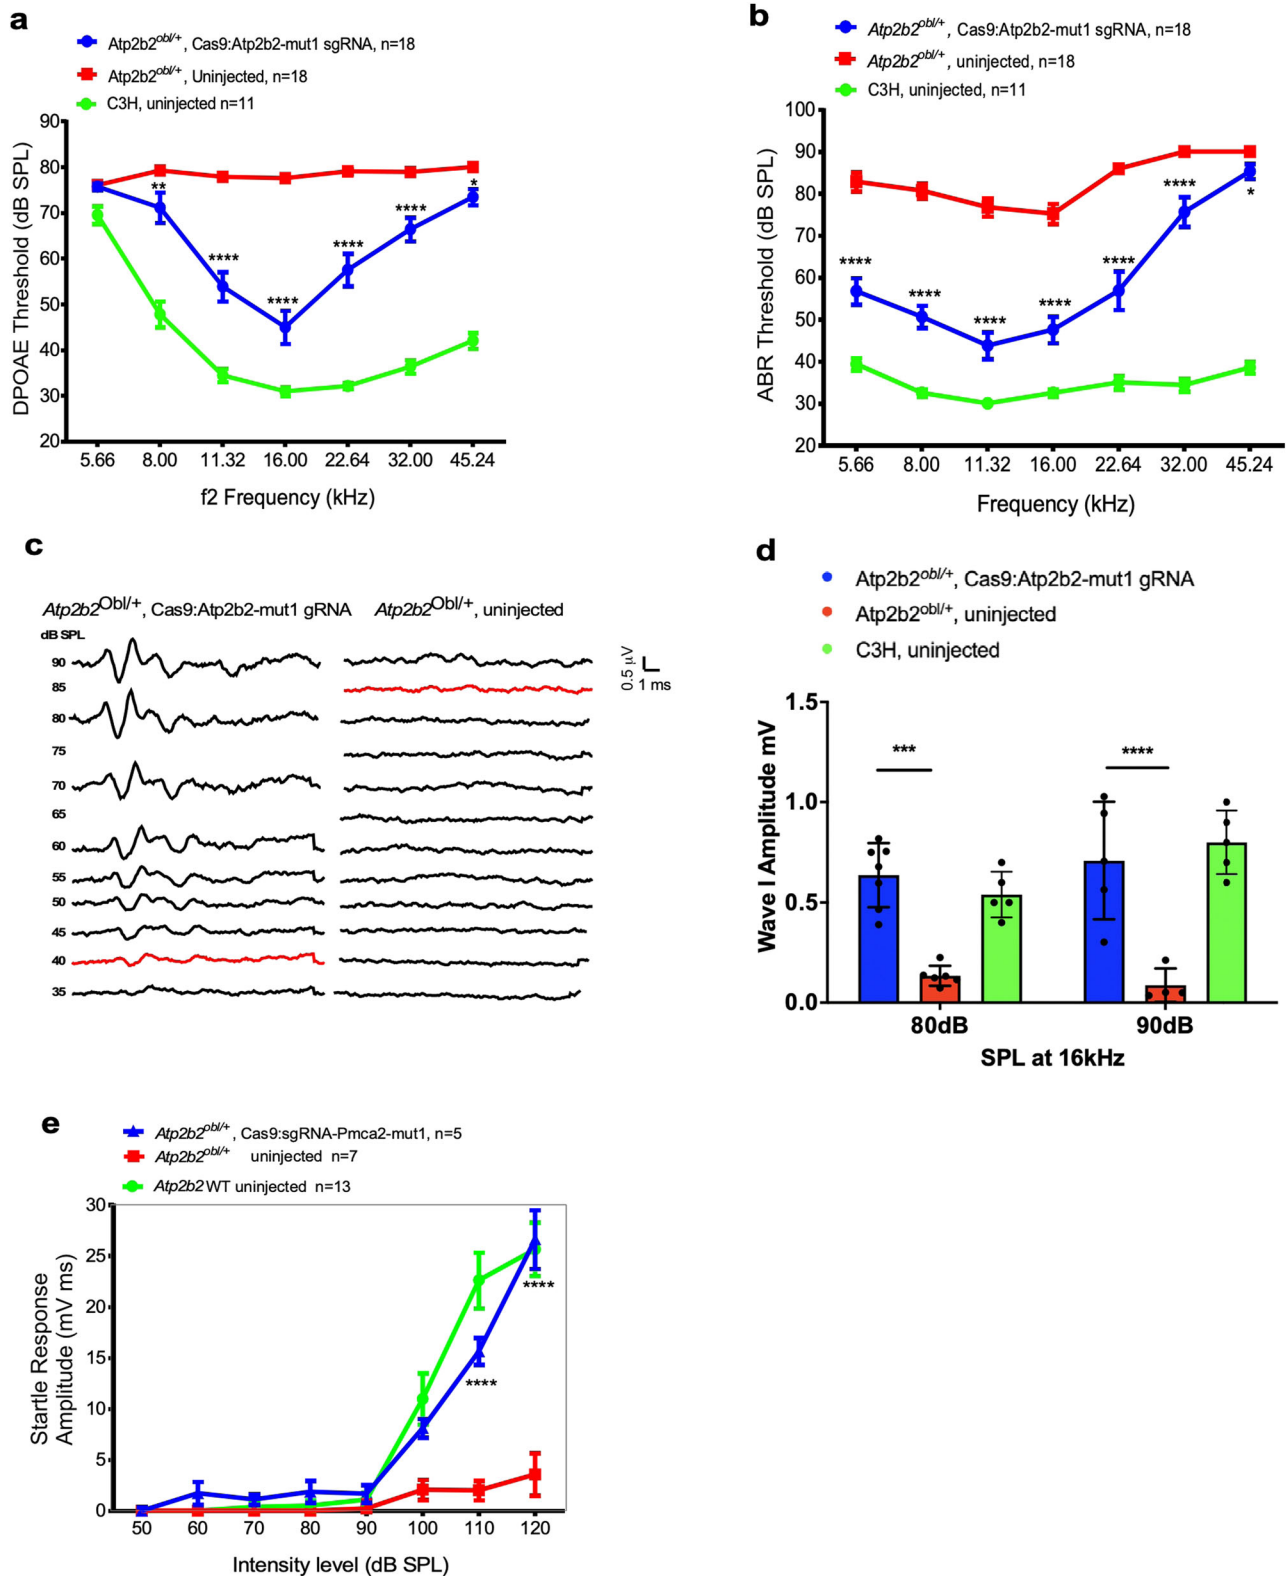 a
Atp2b2obl/+, Cas9:Atp2b2-mut1 sgRNA, n=18
Atp2b2obl/+, Uninjected, n=18
C3H, uninjected n=11
DPOAE Threshold (dB SPL)
90
80
70
60
50
40
30
20
**
****
****
****
****
*
5.66 8.00 11.32 16.00 22.64 32.00 45.24
f2 Frequency (kHz)
b
Atp2b2obl/+, Cas9:Atp2b2-mut1 sgRNA, n=18
Atp2b2obl/+, uninjected, n=18
C3H, uninjected, n=11
ABR Threshold (dB SPL)
100
90
80
70
60
50
40
30
20
****
****
****
****
****
****
*
5.66 8.00 11.32 16.00 22.64 32.00 45.24
Frequency (kHz)
c
Atp2b2Obl/+, Cas9:Atp2b2-mut1 gRNA
Atp2b2Obl/+, uninjected
dB SPL
90
85
80
75
70
65
60
55
50
45
40
35
0.5 µV
1 ms
d
Atp2b2obl/+, Cas9:Atp2b2-mut1 gRNA
Atp2b2obl/+, uninjected
C3H, uninjected
Wave I Amplitude mV
1.5
1.0
0.5
0.0
***
****
80dB 90dB
SPL at 16kHz
e
Atp2b2obl/+, Cas9:sgRNA-Pmca2-mut1, n=5
Atp2b2obl/+ uninjected n=7
Atp2b2 WT uninjected n=13
Startle Response
Amplitude (mV ms)
30
25
20
15
10
5
0
****
****
50 60 70 80 90 100 110 120
Intensity level (dB SPL)